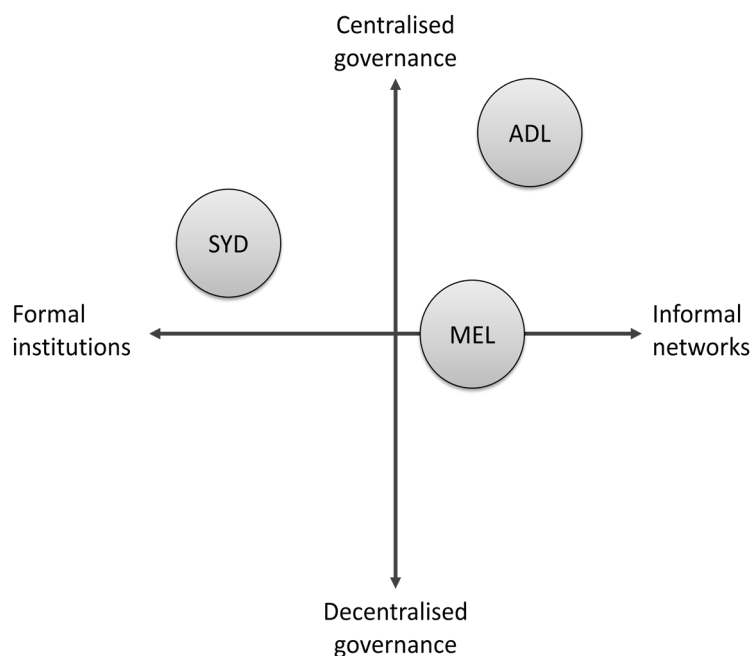 Centralised
governance
ADL
SYD
Formal
institutions
MEL
Informal
networks
Decentralised
governance